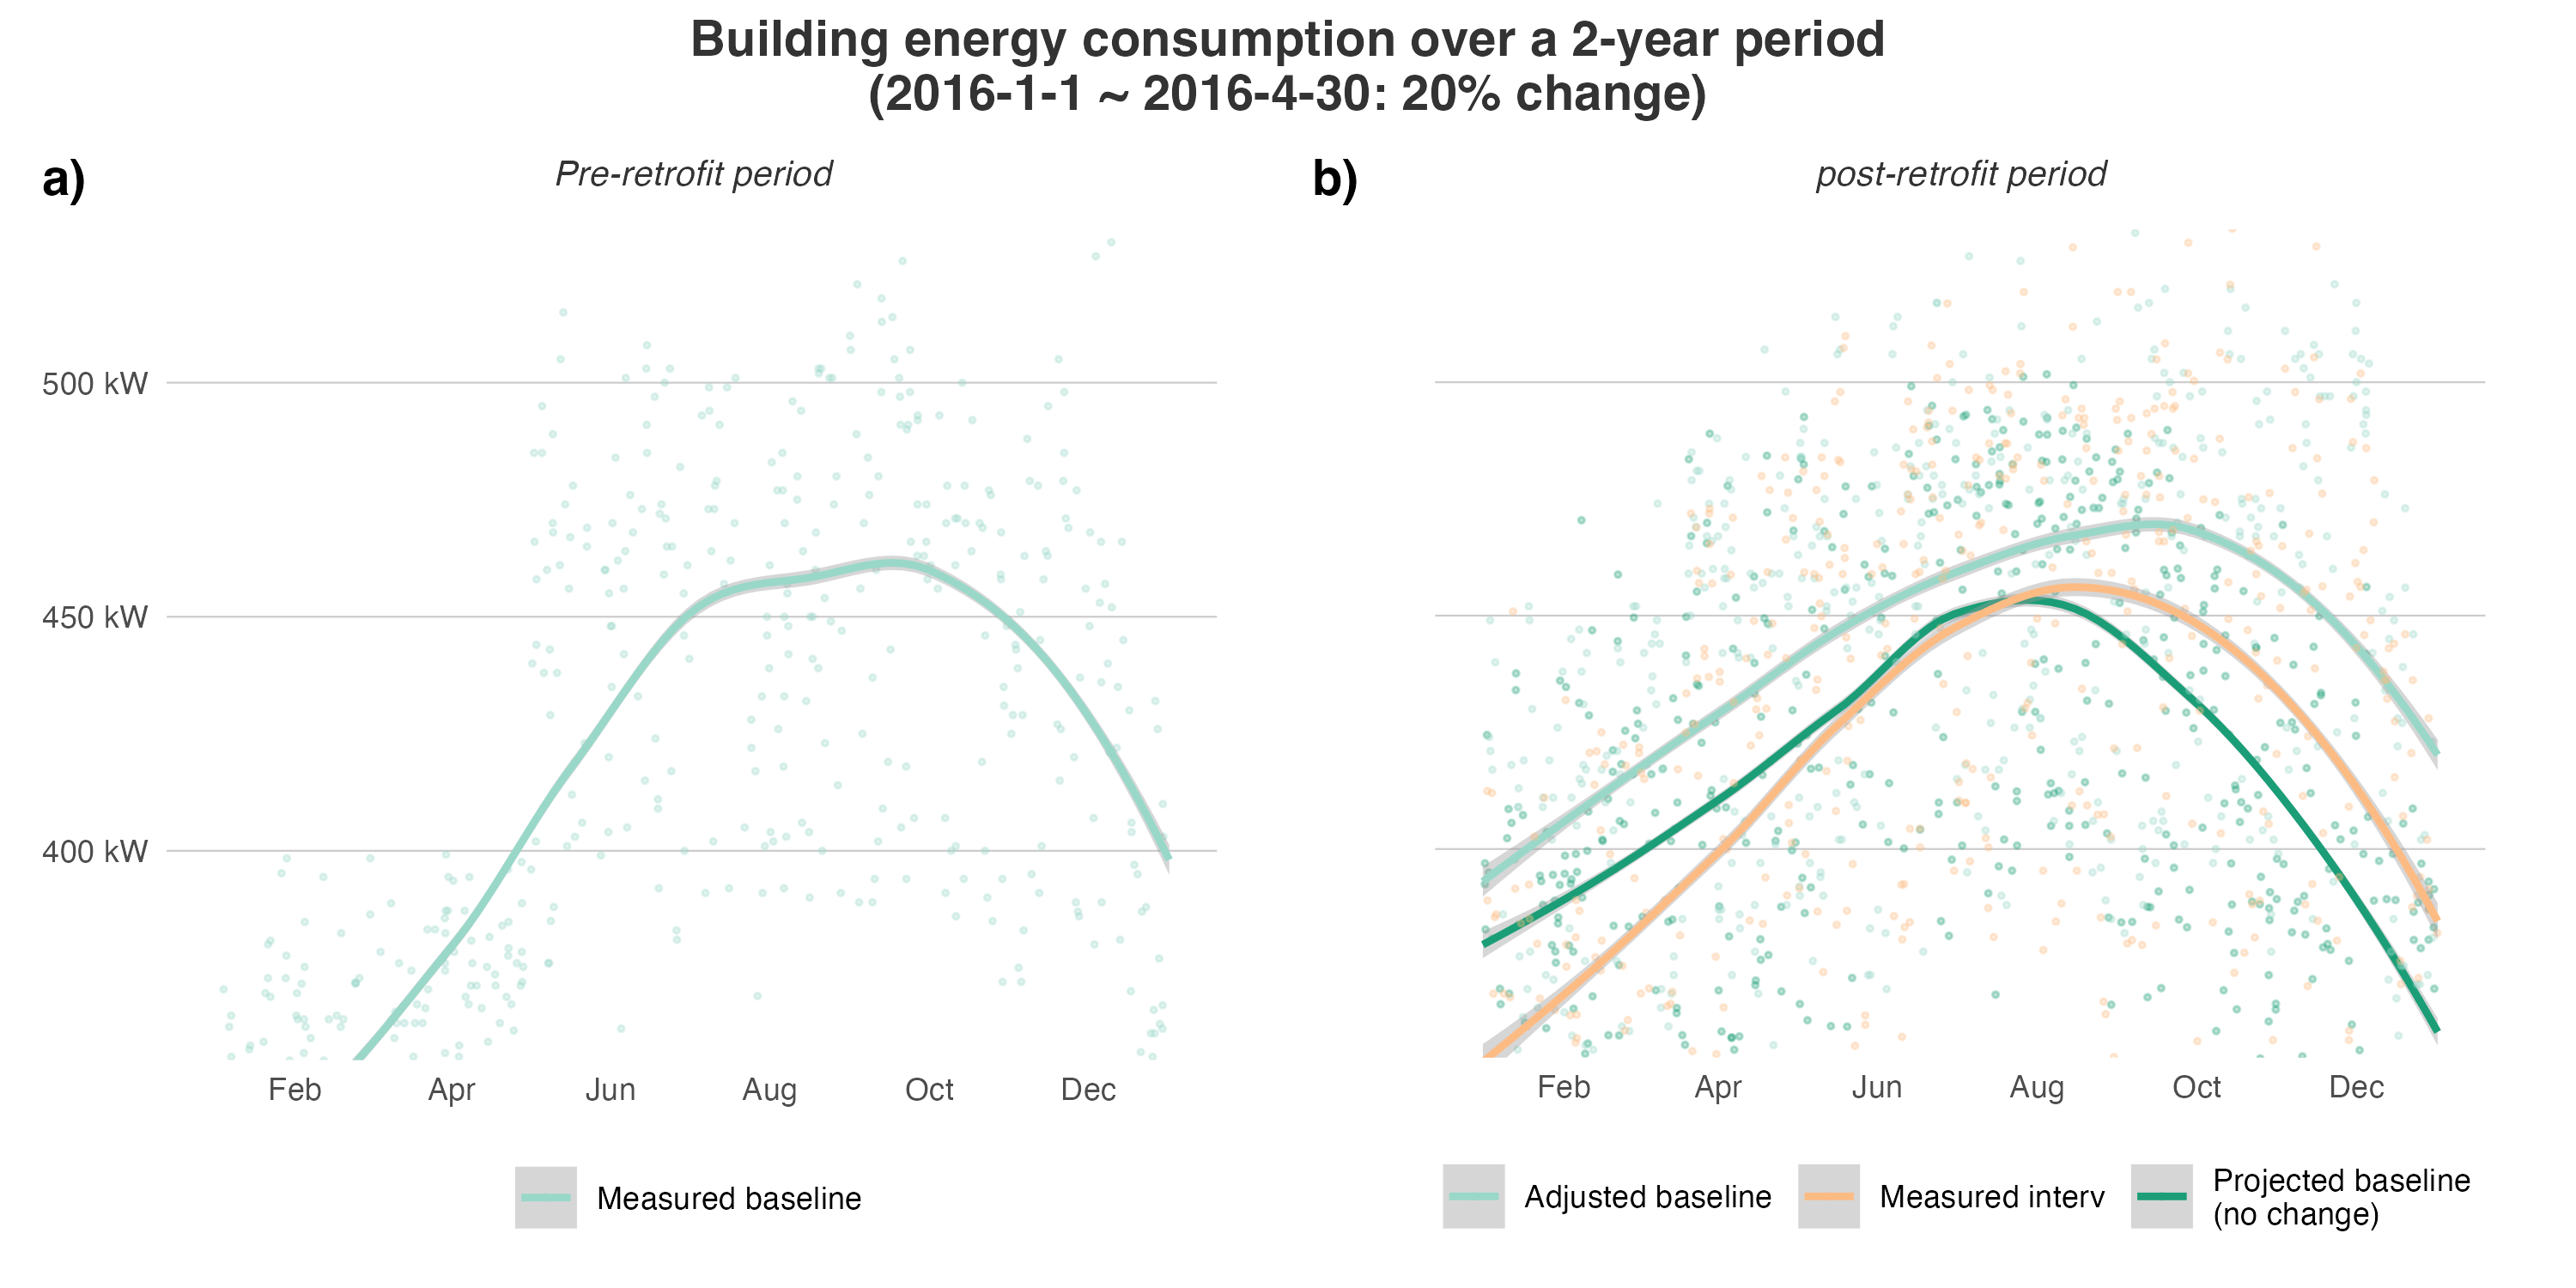 Building energy consumption over a 2-year period
(2016-1-1 ~ 2016-4-30: 20% change)
a)
Pre-retrofit period
500 kW
450 kW
400 kW
Feb Apr Jun Aug Oct Dec
Measured baseline
b)
post-retrofit period
Feb Apr Jun Aug Oct Dec
Adjusted baseline
Measured interv
Projected baseline
(no change)